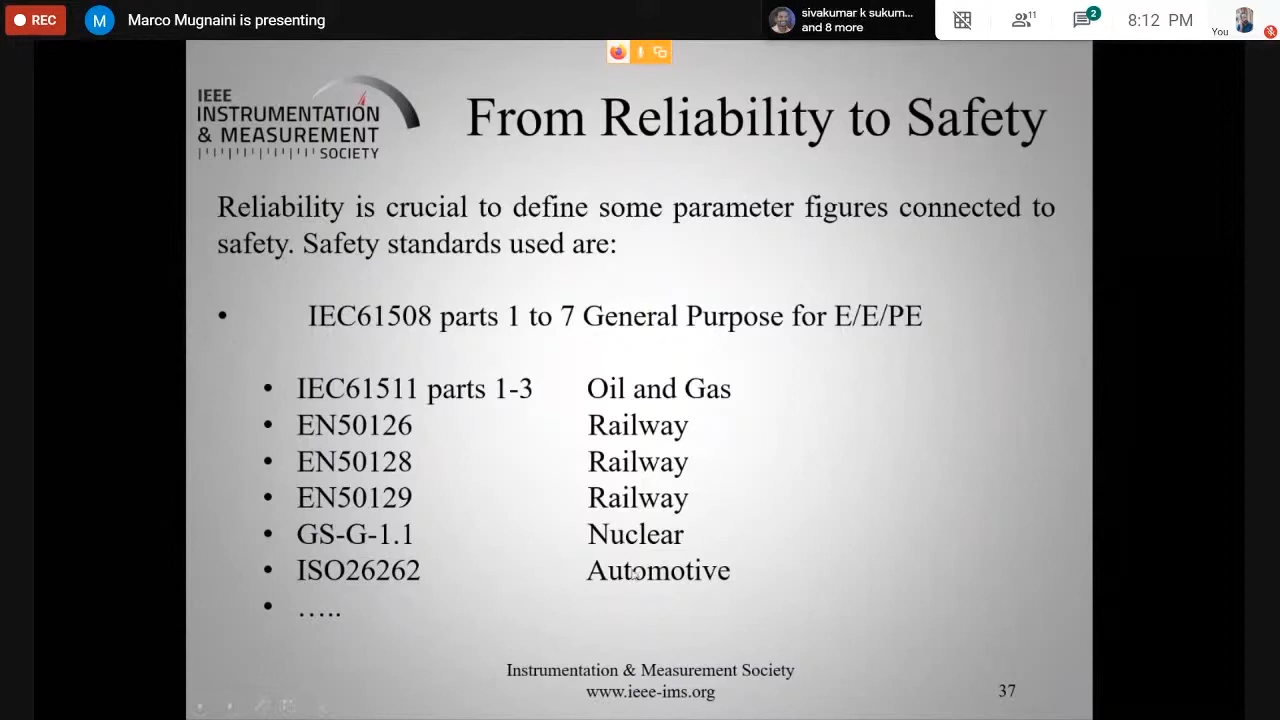 REC
M
Marco Mugnaini is presenting
sivakumar k sukum...
and 8 more
11
2
8:12 PM
You
IEEE
INSTRUMENTATION
& MEASUREMENT
SOCIETY
From Reliability to Safety
Reliability is crucial to define some parameter figures connected to
safety. Safety standards used are:
• IEC61508 parts 1 to 7 General Purpose for E/E/PE
• IEC61511 parts 1-3 Oil and Gas
• EN50126 Railway
• EN50128 Railway
• EN50129 Railway
• GS-G-1.1 Nuclear
• ISO26262 Automotive
• …..
Instrumentation & Measurement Society
www.ieee-ims.org
37